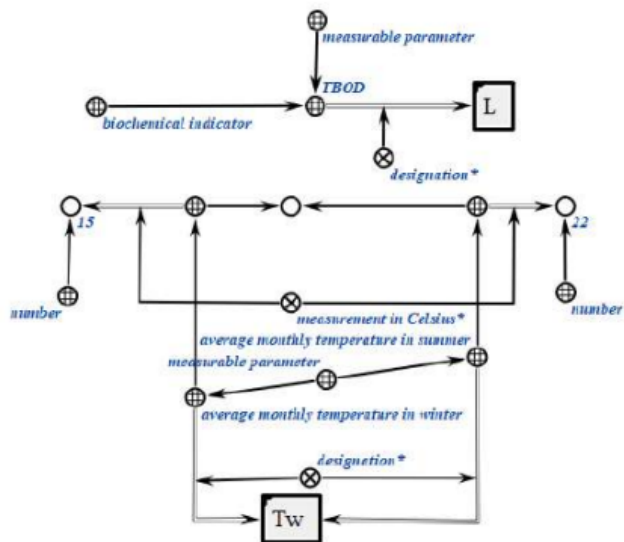 measurable parameter
TBOD
L
biochemical indicator
designation*
15
22
number
number
measurement in Celsius*
average monthly temperature in summer
measurable parameter
average monthly temperature in winter
designation*
Tw